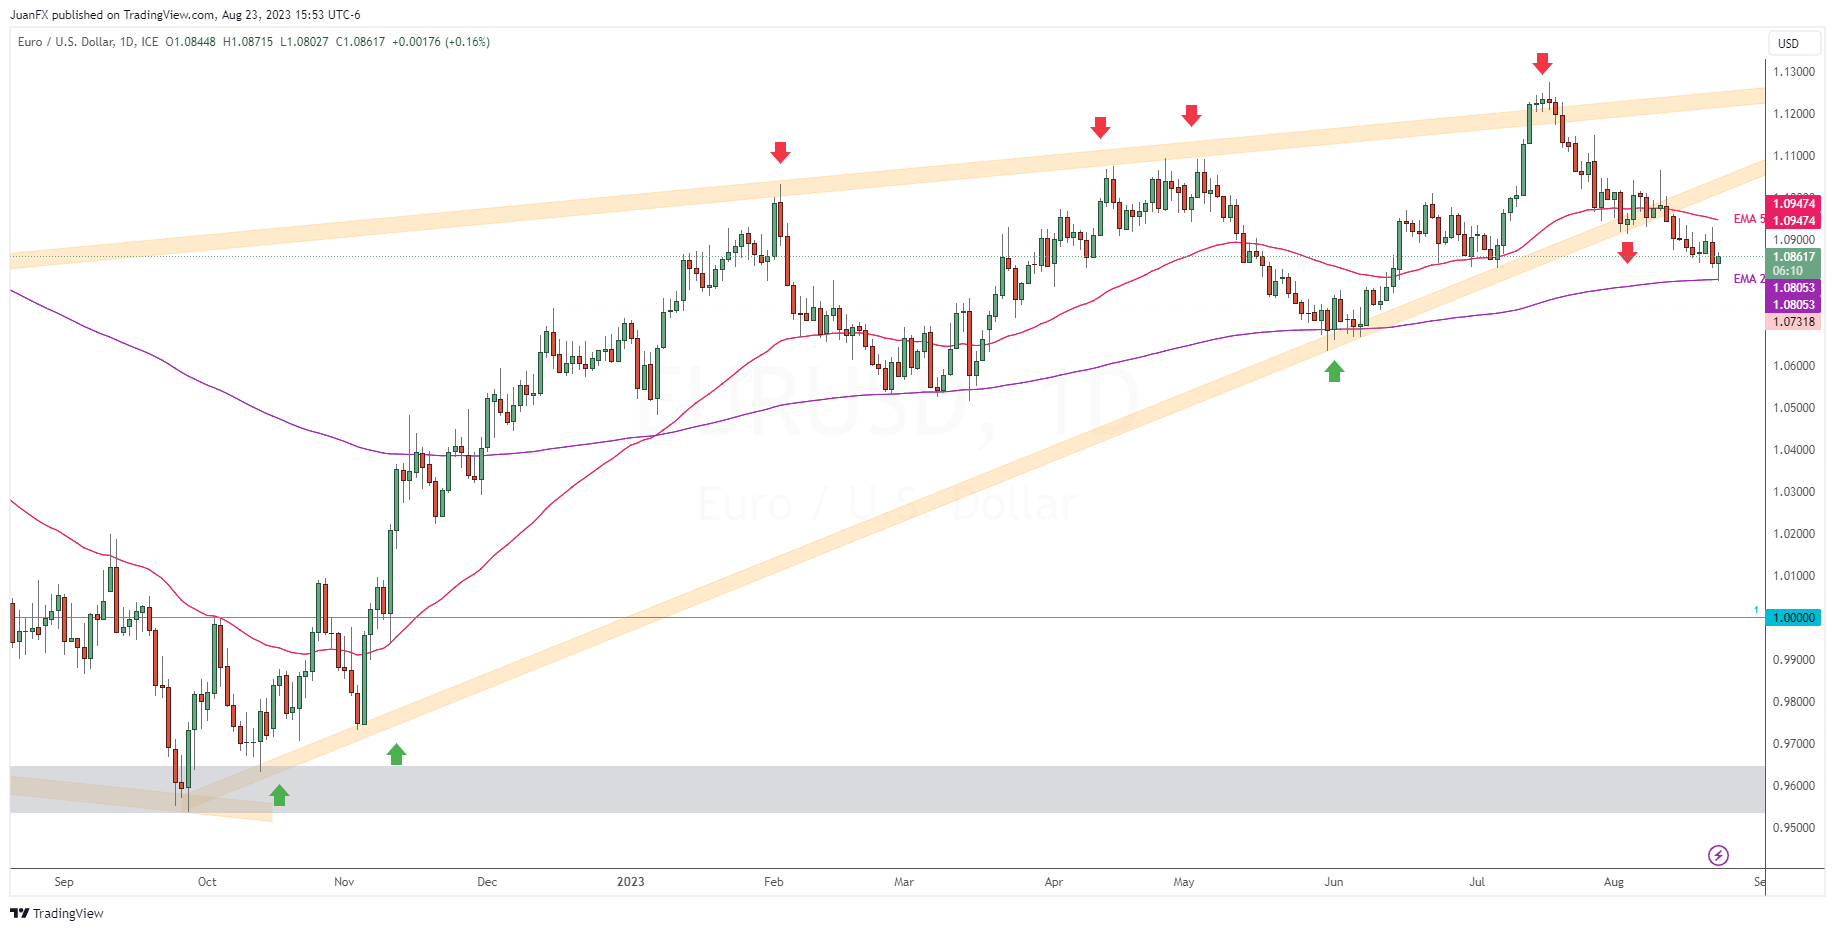 JuanFX published on TradingView.com, Aug 23, 2023 15:53 UTC-6
Euro / U.S. Dollar, 1D, ICE O1.08448 H1.08715 L1.08027 C1.08617 +0.00176 (+0.16%)
USD
1.13000
1.12000
1.11000
1.09474
EMA 5
1.09474
1.09000
1.08617
06:10
EMA 2
1.08053
1.08053
1.07318
1.06000
1.05000
1.04000
1.03000
1.02000
1.01000
1
1.00000
0.99000
0.98000
0.97000
0.96000
0.95000
EURUSD, 1D
Euro / U.S. Dollar
Sep Oct Nov Dec 2023 Feb Mar Apr May Jun Jul Aug Se
TradingView